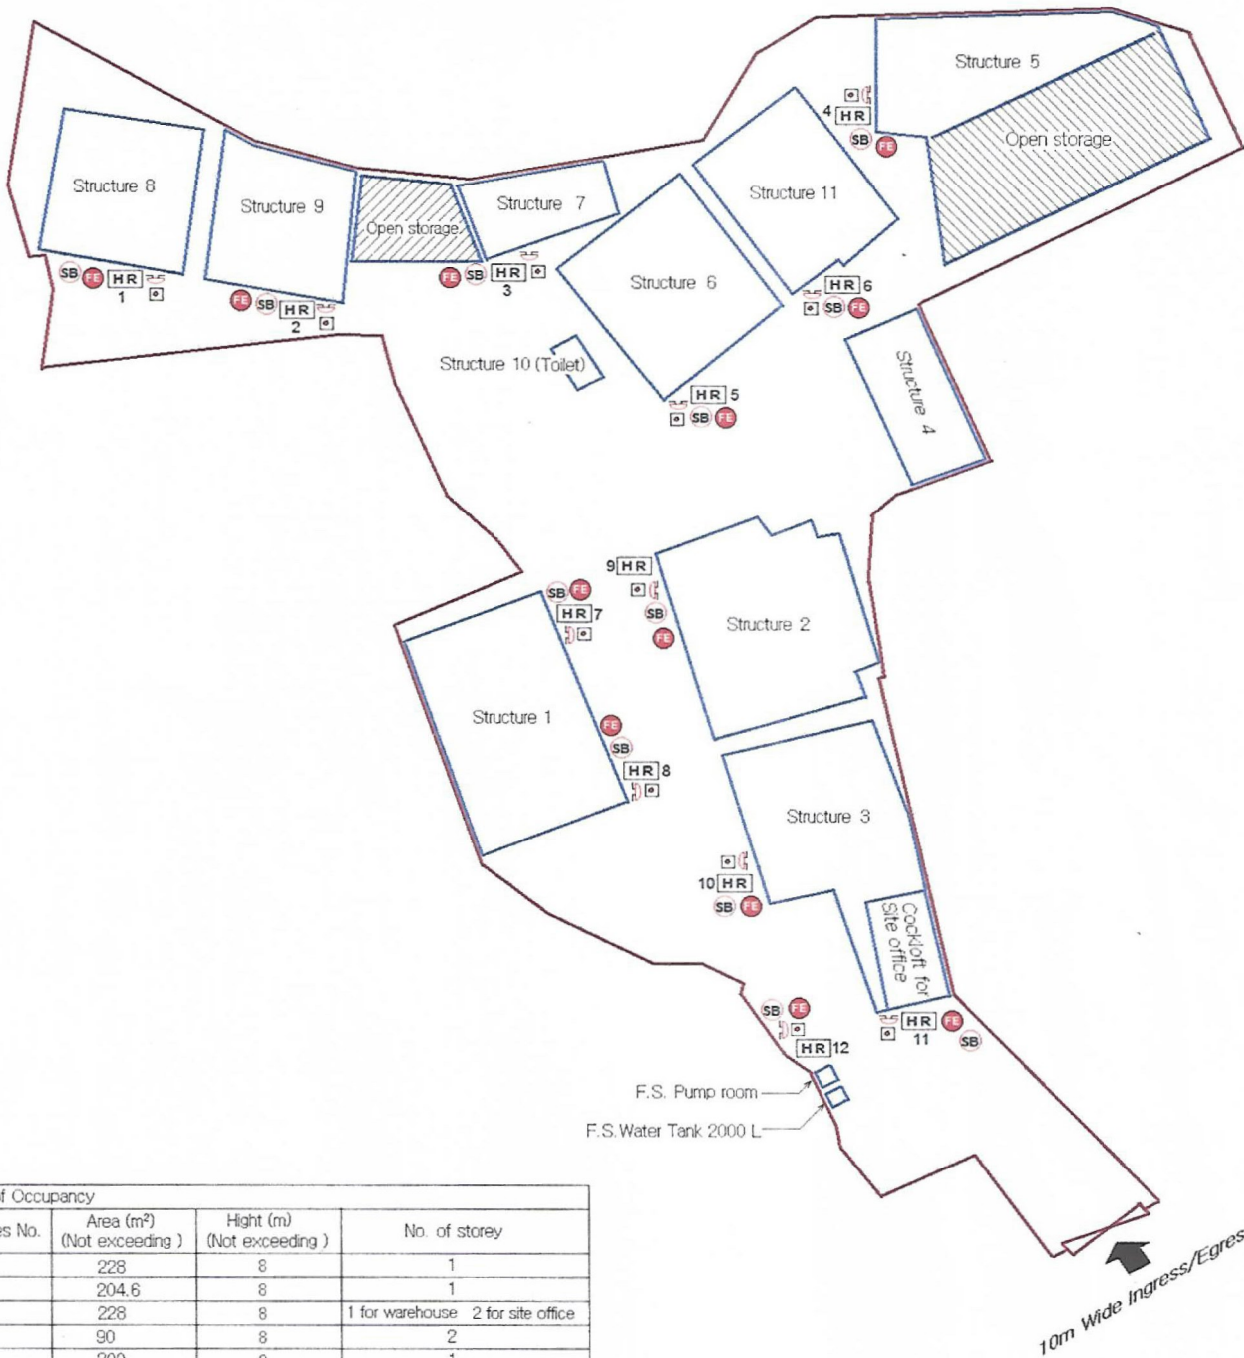 Structure 5
Open storage
4
HR
SB FE
Structure 8
Structure 9
Open storage
Structure 7
Structure 11
SB FE HR
1
FE SB HR
2
FE SB HR
3
Structure 6
HR 6
SB FE
Structure 10 (Toilet)
HR 5
SB FE
Structure 4
9 HR
SB
FE
SB FE
HR 7
Structure 2
Structure 1
FE
SB
HR 8
Structure 3
10 HR
SB FE
Cockloft for
Site office
SB FE
HR 12
HR FE
11
SB
F.S. Pump room
F.S.Water Tank 2000 L
10m Wide Ingress/Egres
of Occupancy
es No. Area (m²) Hight (m) No. of storey
(Not exceeding ) (Not exceeding )
228 8 1
204.6 8 1
228 8 1 for warehouse 2 for site office
90 8 2